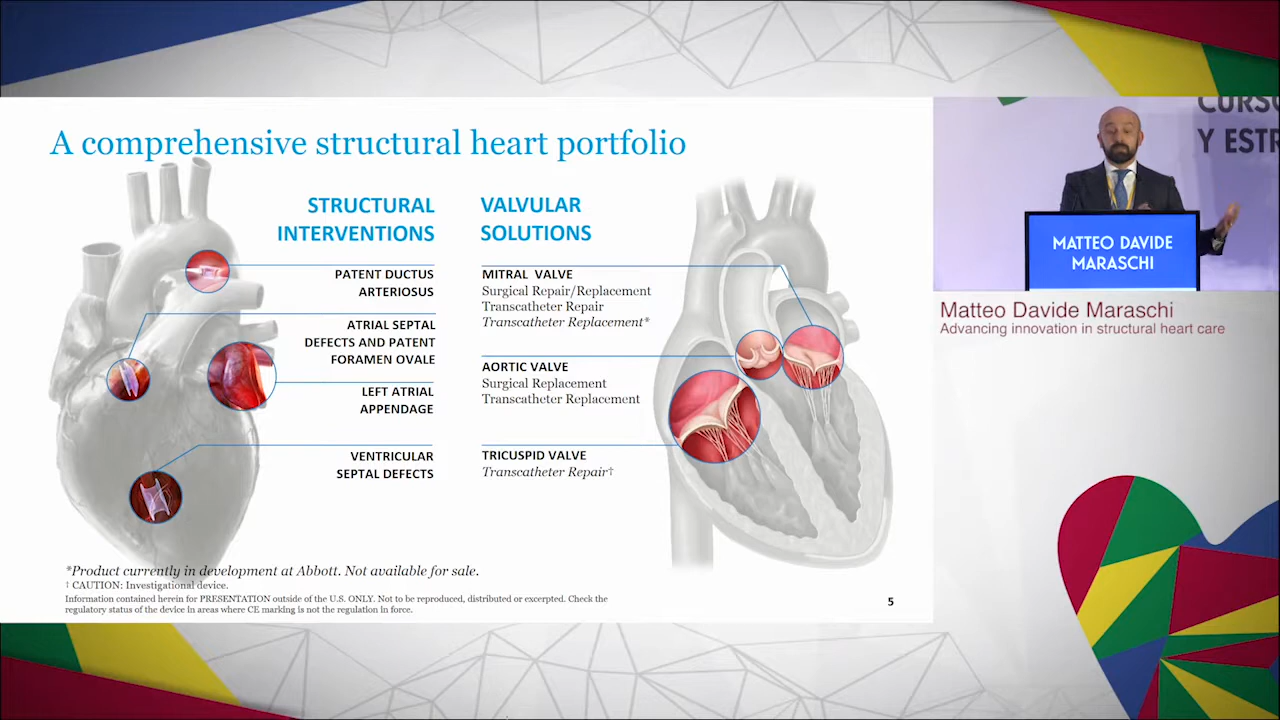 A comprehensive structural heart portfolio
STRUCTURAL
INTERVENTIONS
PATENT DUCTUS
ARTERIOSUS
ATRIAL SEPTAL
DEFECTS AND PATENT
FORAMEN OVALE
LEFT ATRIAL
APPENDAGE
VENTRICULAR
SEPTAL DEFECTS
VALVULAR
SOLUTIONS
MITRAL VALVE
Surgical Repair/Replacement
Transcatheter Repair
Transcatheter Replacement*
AORTIC VALVE
Surgical Replacement
Transcatheter Replacement
TRICUSPID VALVE
Transcatheter Repair†
*Product currently in development at Abbott. Not available for sale.
† CAUTION: Investigational device.
Information contained herein for PRESENTATION outside of the U.S. ONLY. Not to be reproduced, distributed or excerpted. Check the
regulatory status of the device in areas where CE marking is not the regulation in force.
5
CURSO
Y ESTR
MATTEO DAVIDE
MARASCHI
Matteo Davide Maraschi
Advancing innovation in structural heart care